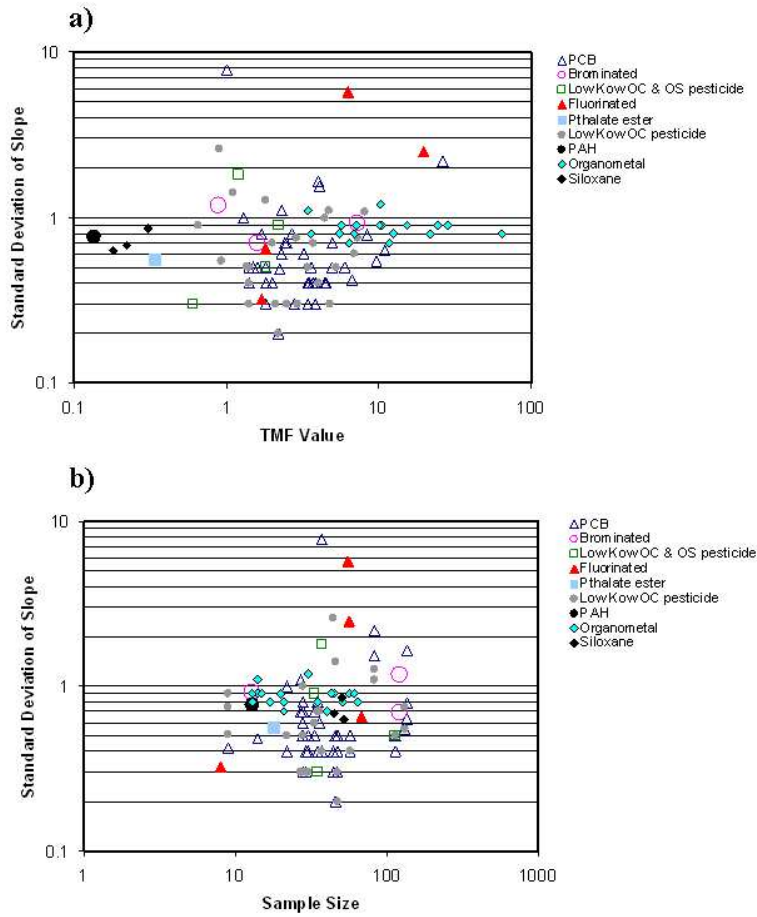 a)
10
1
0.1
Standard Deviation of Slope
0.1 1 10 100
TMF Value
PCB
Brominated
LowKowOC & OS pesticide
Fluorinated
Pthalate ester
LowKowOC pesticide
PAH
Organometal
Siloxane
b)
10
1
0.1
Standard Deviation of Slope
1 10 100 1000
Sample Size
PCB
Brominated
LowKowOC & OS pesticide
Fluorinated
Pthalate ester
LowKowOC pesticide
PAH
Organometal
Siloxane